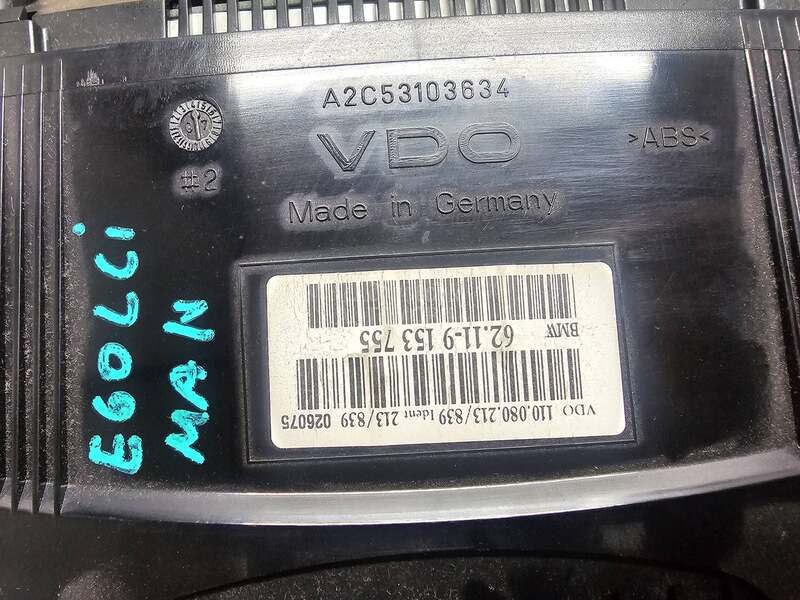 A2C53103634
VDO
>ABS<
#2
Made in Germany
E60LCi
MAN
VDO 110.080.213/839 Ident 213/839 026075
BMW 62.11-9 153 755